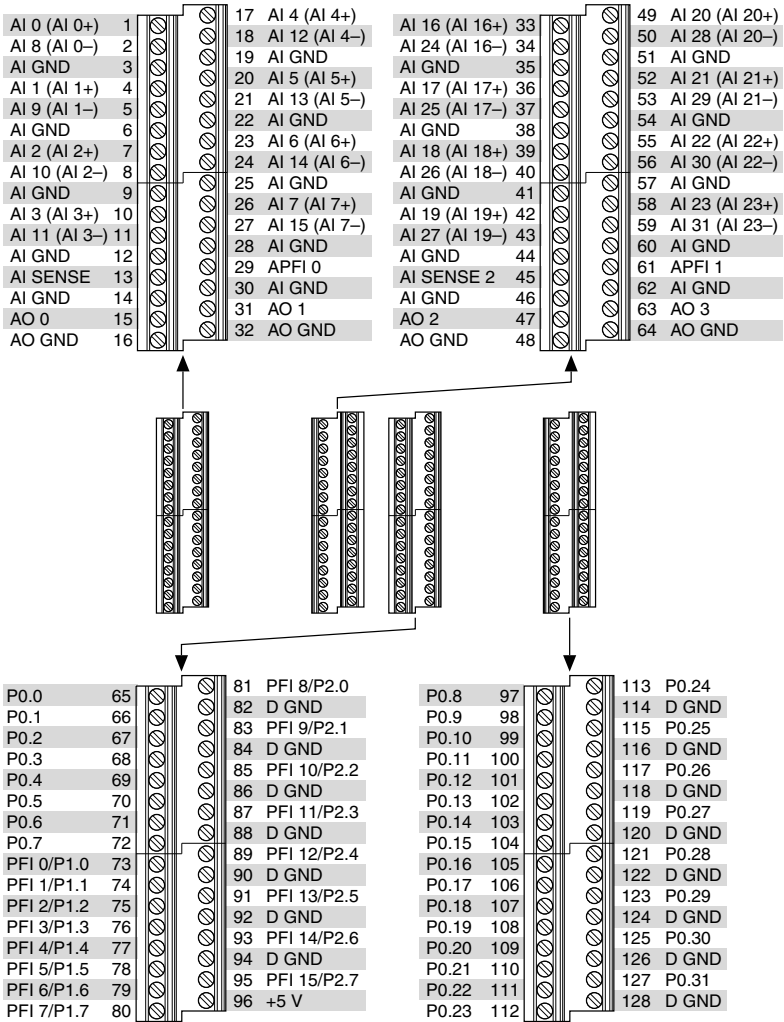 AI 0 (AI 0+) 1
AI 8 (AI 0–) 2
AI GND 3
AI 1 (AI 1+) 4
AI 9 (AI 1–) 5
AI GND 6
AI 2 (AI 2+) 7
AI 10 (AI 2–) 8
AI GND 9
AI 3 (AI 3+) 10
AI 11 (AI 3–) 11
AI GND 12
AI SENSE 13
AI GND 14
AO 0 15
AO GND 16
17 AI 4 (AI 4+)
18 AI 12 (AI 4–)
19 AI GND
20 AI 5 (AI 5+)
21 AI 13 (AI 5–)
22 AI GND
23 AI 6 (AI 6+)
24 AI 14 (AI 6–)
25 AI GND
26 AI 7 (AI 7+)
27 AI 15 (AI 7–)
28 AI GND
29 APFI 0
30 AI GND
31 AO 1
32 AO GND
AI 16 (AI 16+) 33
AI 24 (AI 16–) 34
AI GND 35
AI 17 (AI 17+) 36
AI 25 (AI 17–) 37
AI GND 38
AI 18 (AI 18+) 39
AI 26 (AI 18–) 40
AI GND 41
AI 19 (AI 19+) 42
AI 27 (AI 19–) 43
AI GND 44
AI SENSE 2 45
AI GND 46
AO 2 47
AO GND 48
49 AI 20 (AI 20+)
50 AI 28 (AI 20–)
51 AI GND
52 AI 21 (AI 21+)
53 AI 29 (AI 21–)
54 AI GND
55 AI 22 (AI 22+)
56 AI 30 (AI 22–)
57 AI GND
58 AI 23 (AI 23+)
59 AI 31 (AI 23–)
60 AI GND
61 APFI 1
62 AI GND
63 AO 3
64 AO GND
P0.0 65
P0.1 66
P0.2 67
P0.3 68
P0.4 69
P0.5 70
P0.6 71
P0.7 72
PFI 0/P1.0 73
PFI 1/P1.1 74
PFI 2/P1.2 75
PFI 3/P1.3 76
PFI 4/P1.4 77
PFI 5/P1.5 78
PFI 6/P1.6 79
PFI 7/P1.7 80
81 PFI 8/P2.0
82 D GND
83 PFI 9/P2.1
84 D GND
85 PFI 10/P2.2
86 D GND
87 PFI 11/P2.3
88 D GND
89 PFI 12/P2.4
90 D GND
91 PFI 13/P2.5
92 D GND
93 PFI 14/P2.6
94 D GND
95 PFI 15/P2.7
96 +5 V
P0.8 97
P0.9 98
P0.10 99
P0.11 100
P0.12 101
P0.13 102
P0.14 103
P0.15 104
P0.16 105
P0.17 106
P0.18 107
P0.19 108
P0.20 109
P0.21 110
P0.22 111
P0.23 112
113 P0.24
114 D GND
115 P0.25
116 D GND
117 P0.26
118 D GND
119 P0.27
120 D GND
121 P0.28
122 D GND
123 P0.29
124 D GND
125 P0.30
126 D GND
127 P0.31
128 D GND